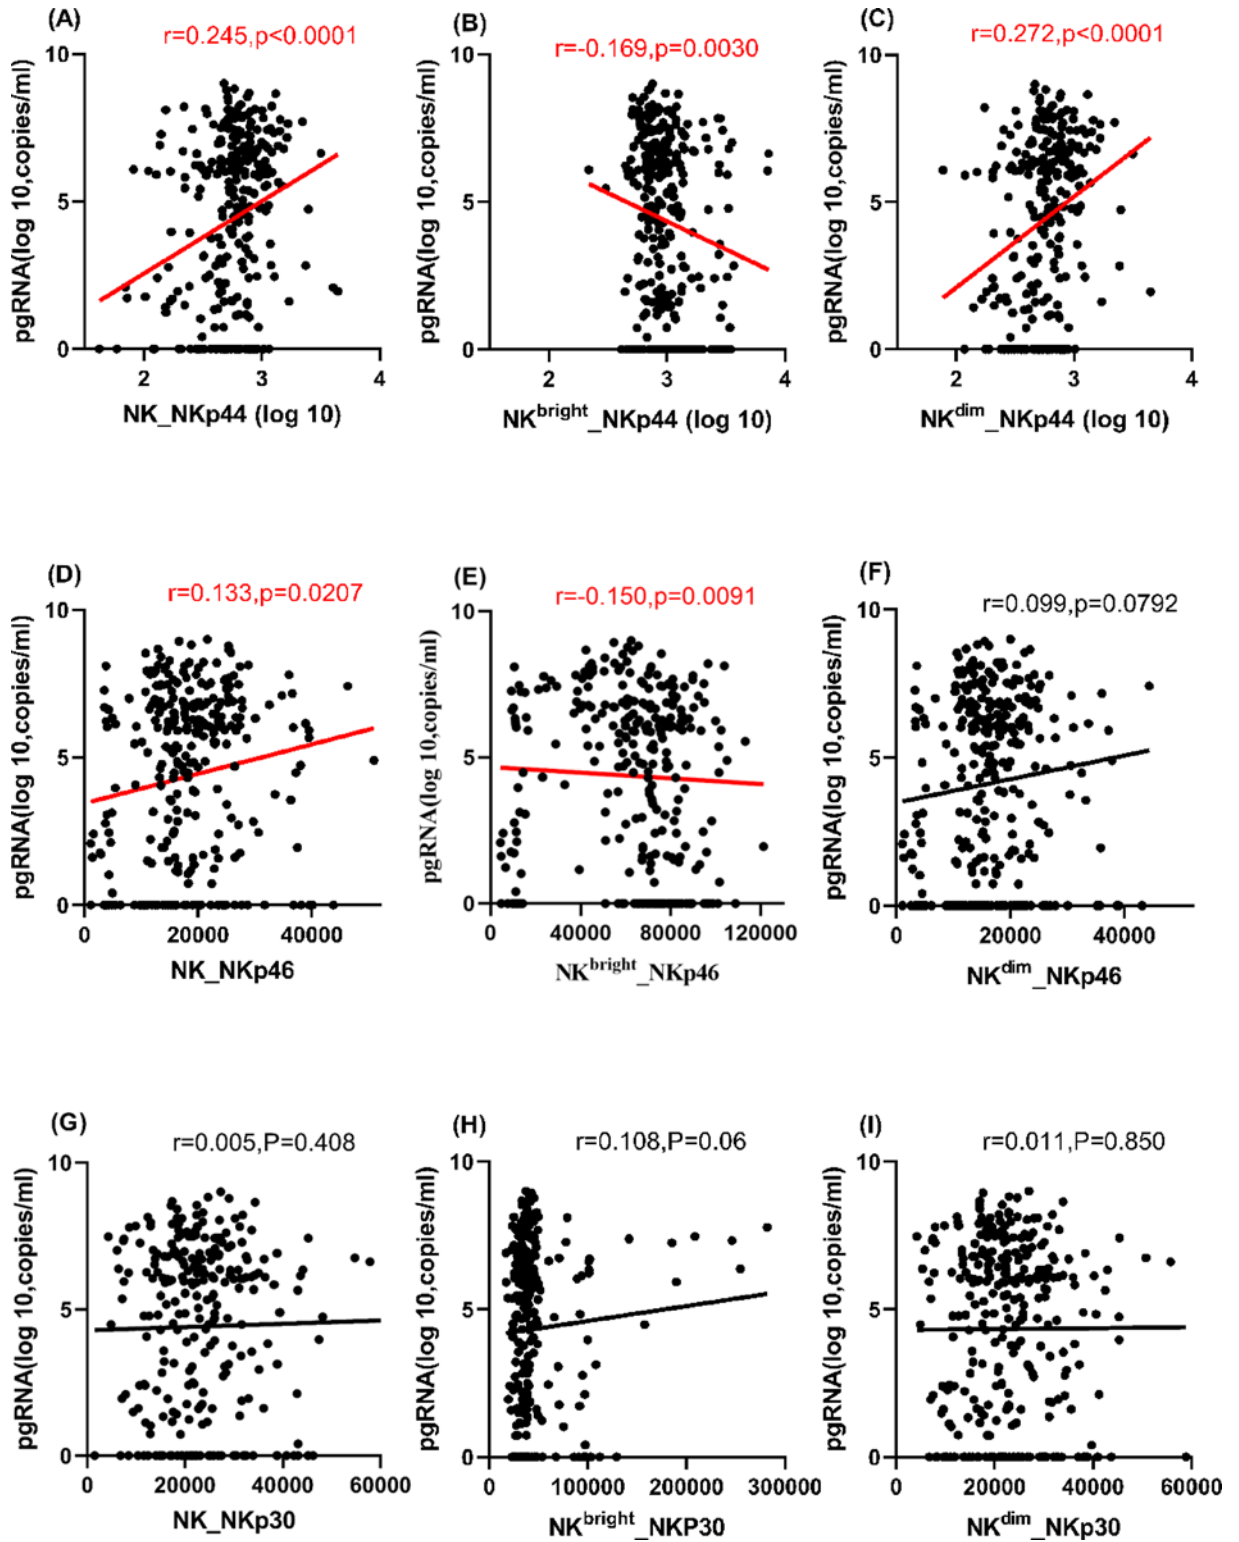 (A)
r=0.245,p<0.0001
pgRNA(log 10,copies/ml)
10
5
0
2
3
4
NK_NKp44 (log 10)
(B)
r=-0.169,p=0.0030
pgRNA(log 10,copies/ml)
10
5
0
2
3
4
NKbright_NKp44 (log 10)
(C)
r=0.272,p<0.0001
pgRNA(log 10,copies/ml)
10
5
0
2
3
4
NKdim_NKp44 (log 10)
(D)
r=0.133,p=0.0207
pgRNA(log 10,copies/ml)
10
5
0
0
20000
40000
NK_NKp46
(E)
r=-0.150,p=0.0091
pgRNA(log 10,copies/ml)
10
5
0
0
40000
80000
120000
NKbright_NKp46
(F)
r=0.099,p=0.0792
pgRNA(log 10,copies/ml)
10
5
0
0
20000
40000
NKdim_NKp46
(G)
r=0.005,P=0.408
pgRNA(log 10,copies/ml)
10
5
0
0
20000
40000
60000
NK_NKp30
(H)
r=0.108,P=0.06
pgRNA(log 10,copies/ml)
10
5
0
0
100000
200000
300000
NKbright_NKP30
(I)
r=0.011,P=0.850
pgRNA(log 10,copies/ml)
10
5
0
0
20000
40000
60000
NKdim_NKp30